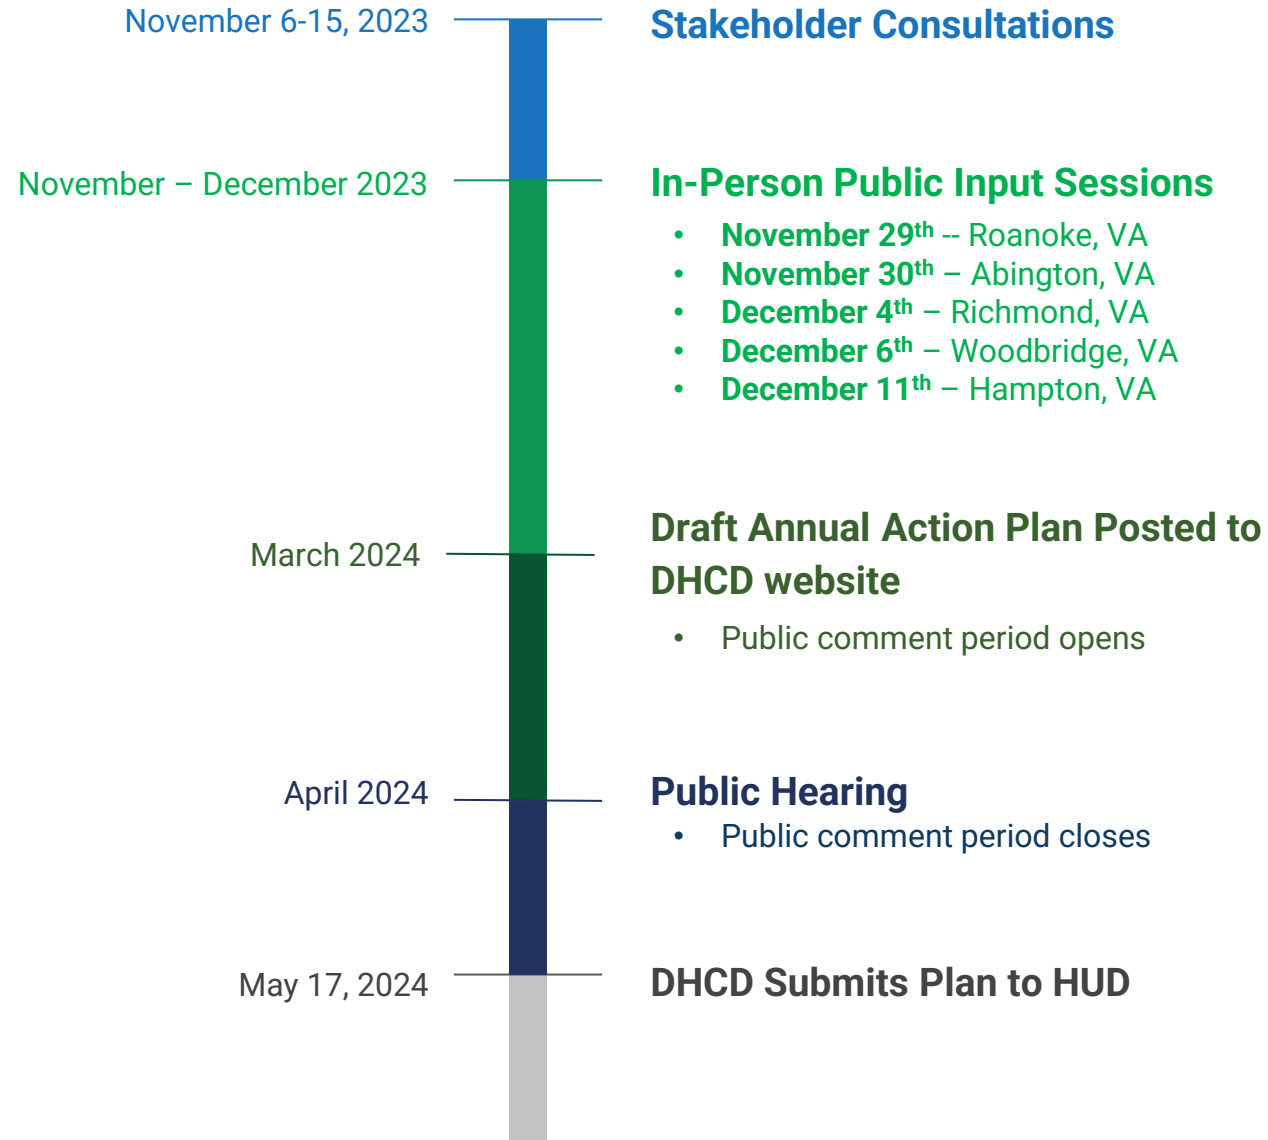 November 6-15, 2023
Stakeholder Consultations
November – December 2023
In-Person Public Input Sessions
• November 29th -- Roanoke, VA
• November 30th – Abington, VA
• December 4th – Richmond, VA
• December 6th – Woodbridge, VA
• December 11th – Hampton, VA
March 2024
Draft Annual Action Plan Posted to
DHCD website
• Public comment period opens
April 2024
Public Hearing
• Public comment period closes
May 17, 2024
DHCD Submits Plan to HUD